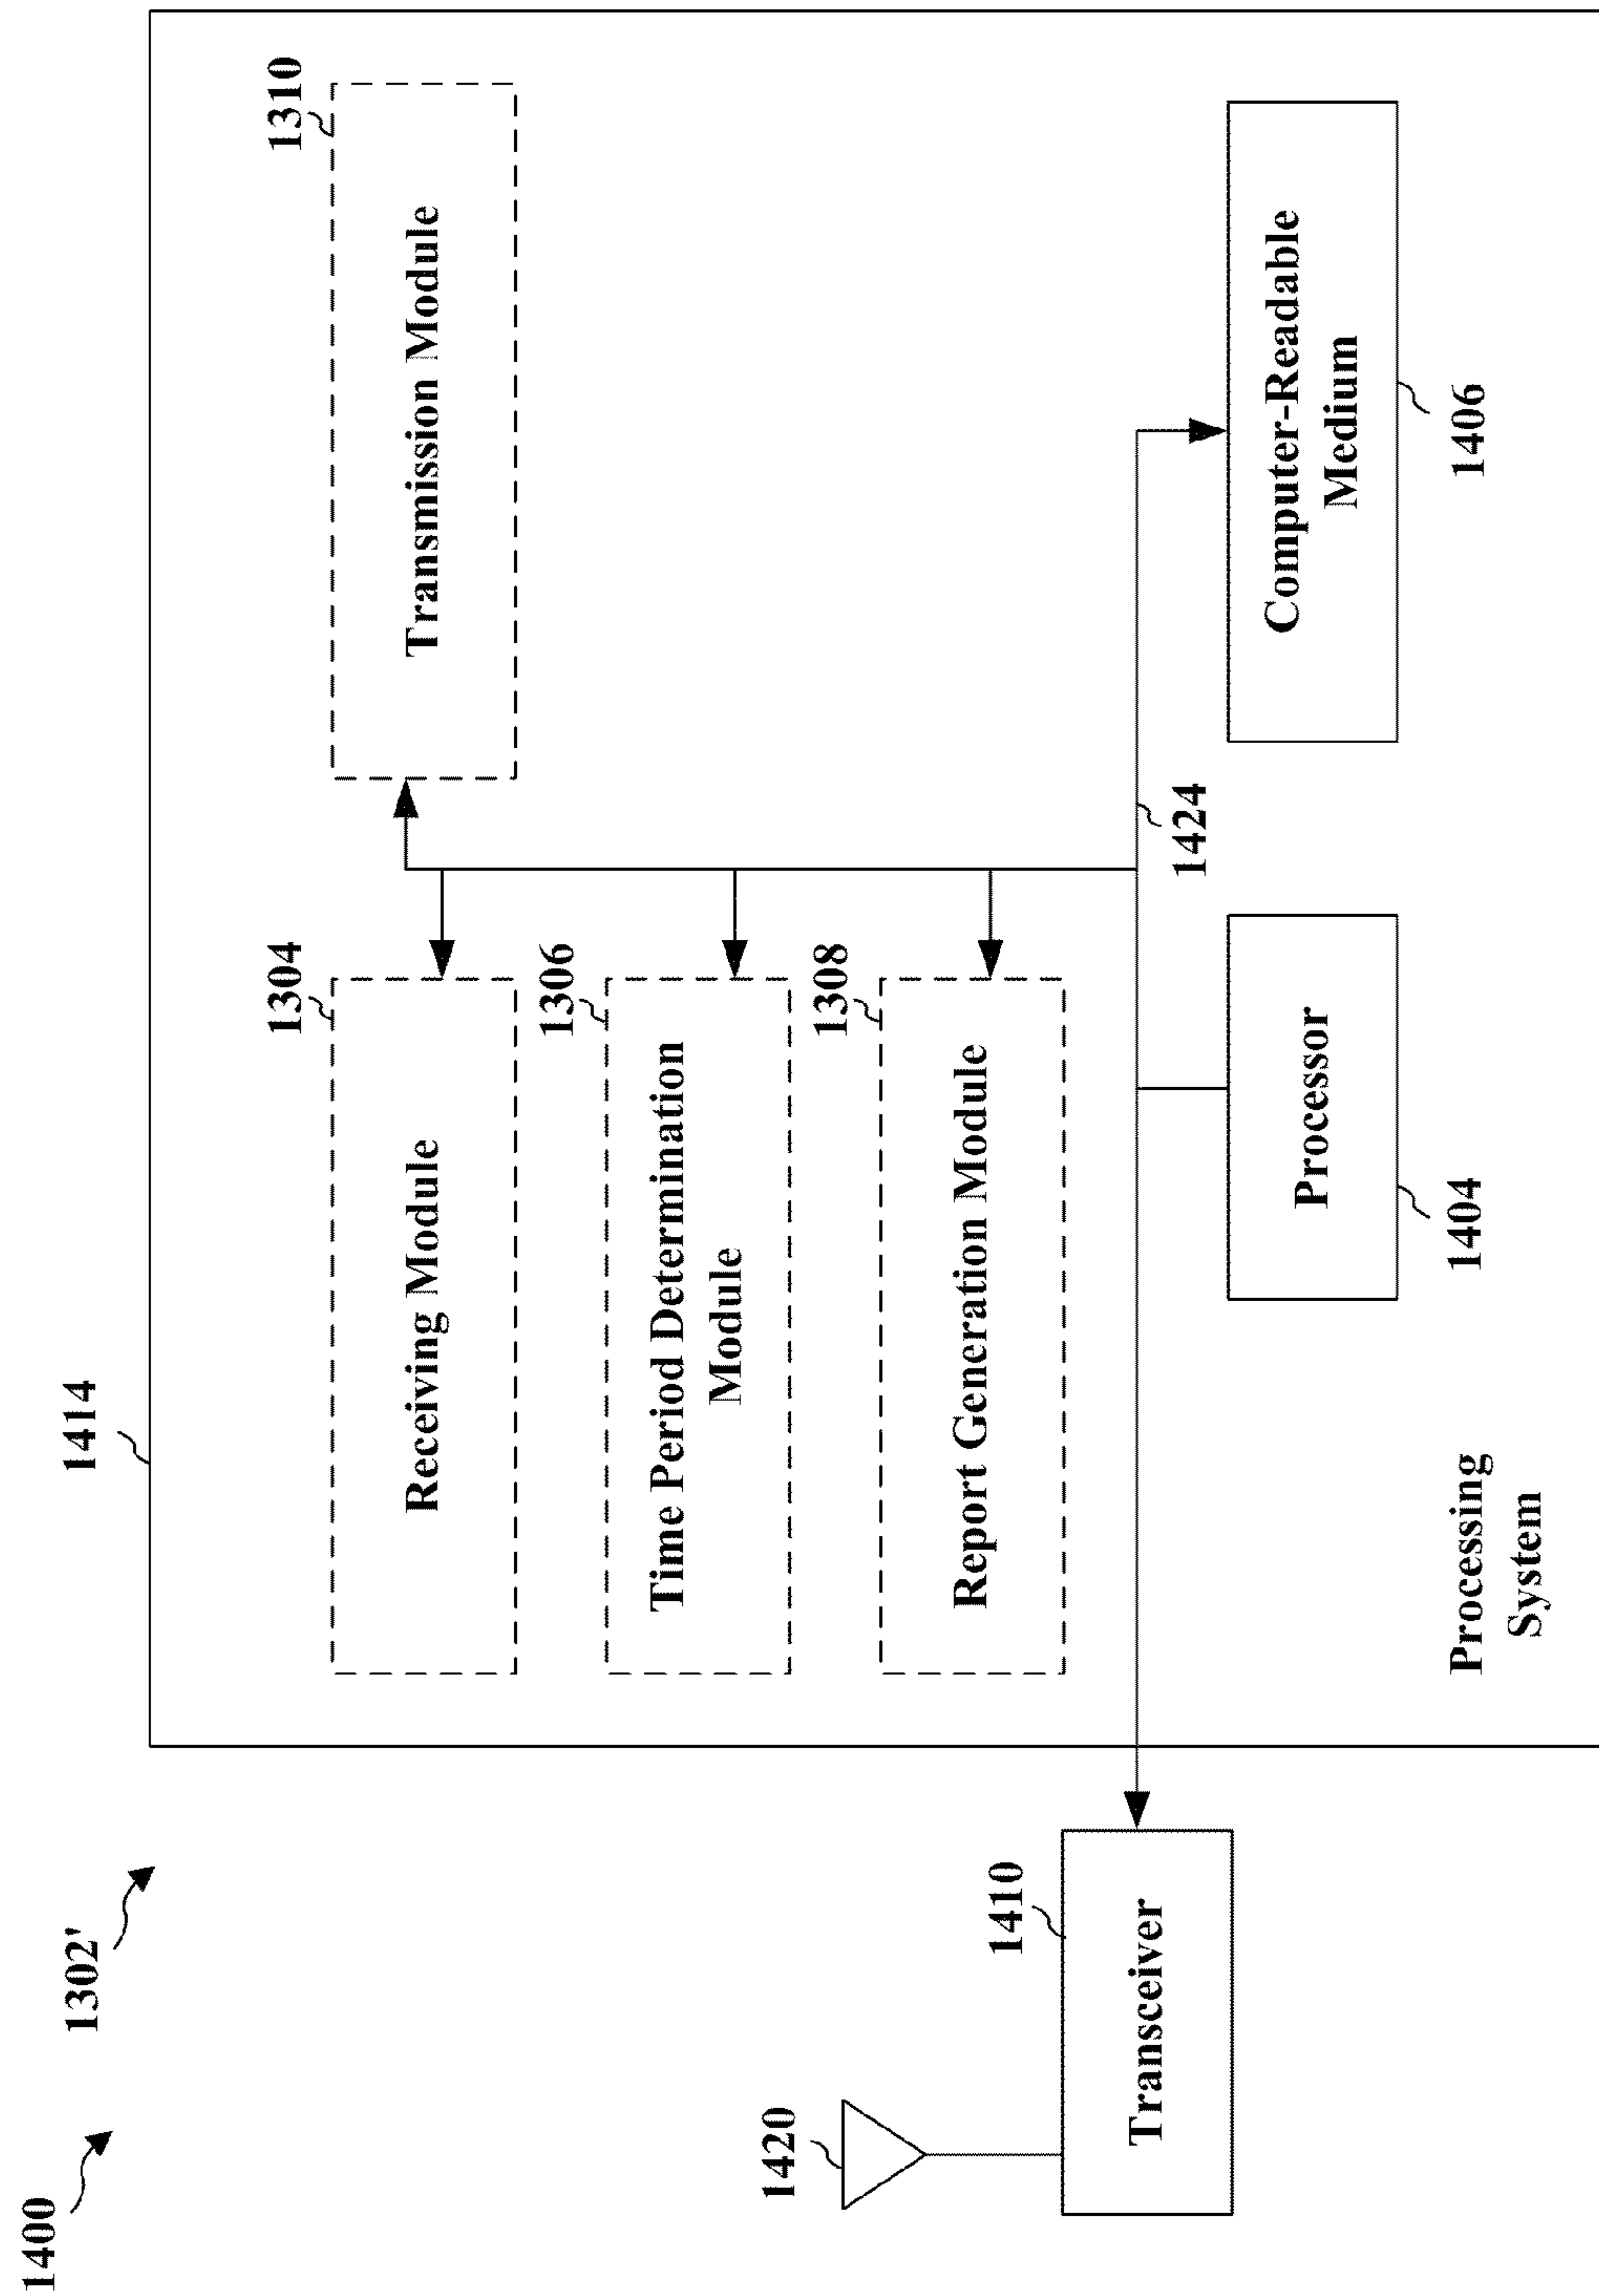 1400
1302'
1414
1304
Receiving Module
1310
Transmission Module
1306
Time Period Determination
Module
1308
Report Generation Module
1420
1410
Transceiver
1424
Processor
1404
Computer-Readable
Medium
1406
Processing
System